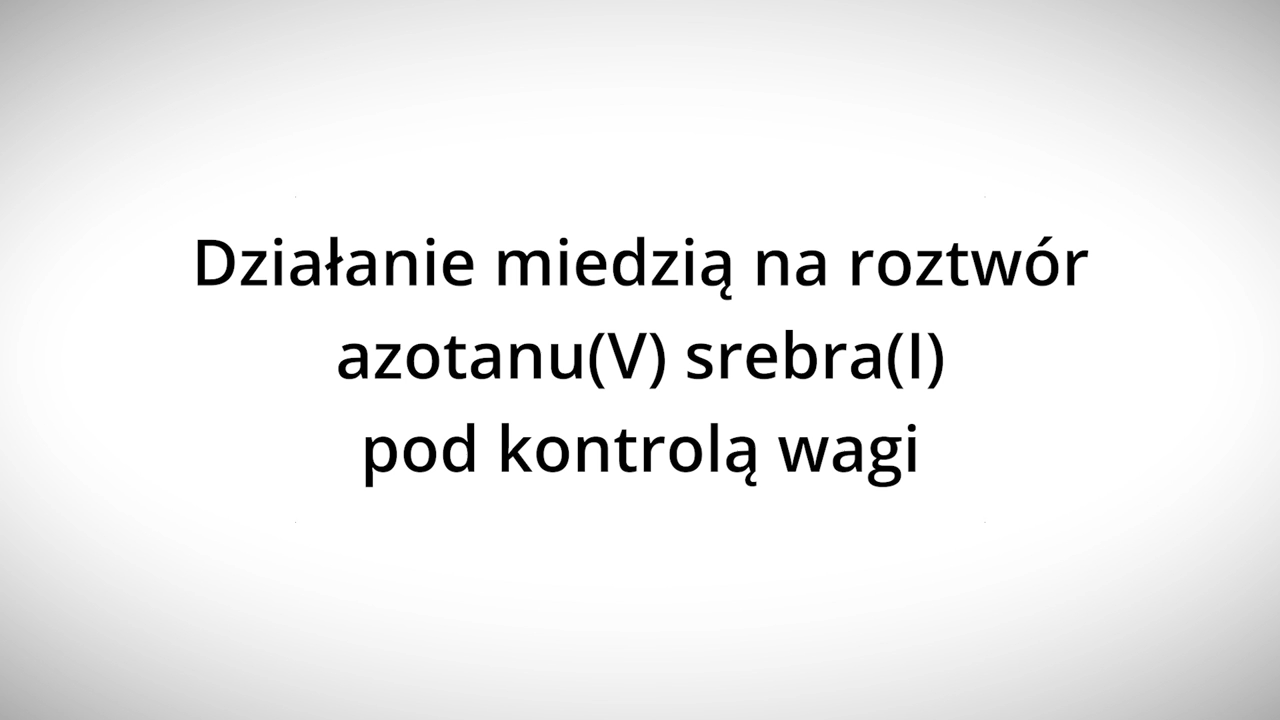 Działanie miedzią na roztwór
azotanu(V) srebra(I)
pod kontrolą wagi